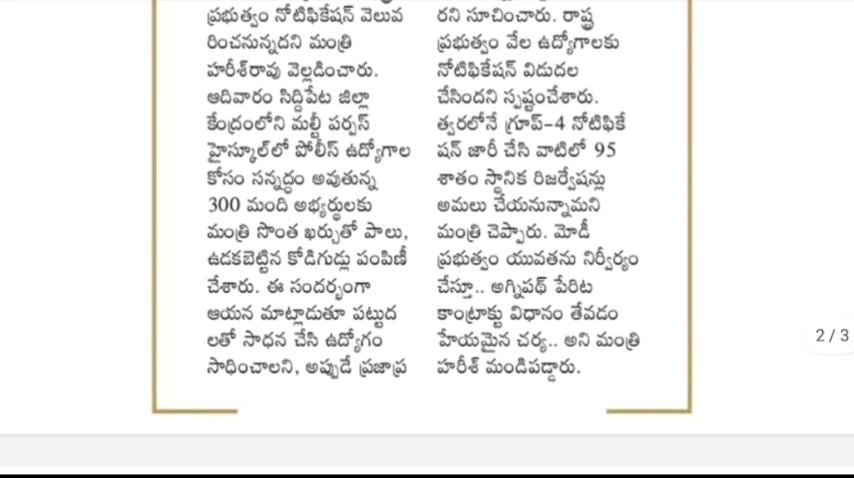 ప్రభుత్వం నోటిఫికేషన్ వెలువ
రించనున్నదని మంత్రి
హరీశ్‌రావు వెల్లడించారు.
ఆదివారం సిద్దిపేట జిల్లా
కేంద్రంలోని మల్టీ పర్పస్
హైస్కూల్‌లో పోలీస్ ఉద్యోగాల
కోసం సన్నద్ధం అవుతున్న
300 మంది అభ్యర్థులకు
మంత్రి సొంత ఖర్చుతో పాలు,
ఉడకబెట్టిన కోడిగుడ్లు పంపిణీ
చేశారు. ఈ సందర్భంగా
ఆయన మాట్లాడుతూ పట్టుద
లతో సాధన చేసి ఉద్యోగం
సాధించాలని, అప్పుడే ప్రజాప్ర
రని సూచించారు. రాష్ట్ర
ప్రభుత్వం వేల ఉద్యోగాలకు
నోటిఫికేషన్ విడుదల
చేసిందని స్పష్టంచేశారు.
త్వరలోనే గ్రూప్-4 నోటిఫికే
షన్ జారీ చేసి వాటిలో 95
శాతం స్థానిక రిజర్వేషన్లు
అమలు చేయనున్నామని
మంత్రి చెప్పారు. మోడీ
ప్రభుత్వం యువతను నిర్వీర్యం
చేస్తూ.. అగ్నిపథ్ పేరిట
కాంట్రాక్టు విధానం తేవడం
హేయమైన చర్య.. అని మంత్రి
హరీశ్ మండిపడ్డారు.
2 / 3